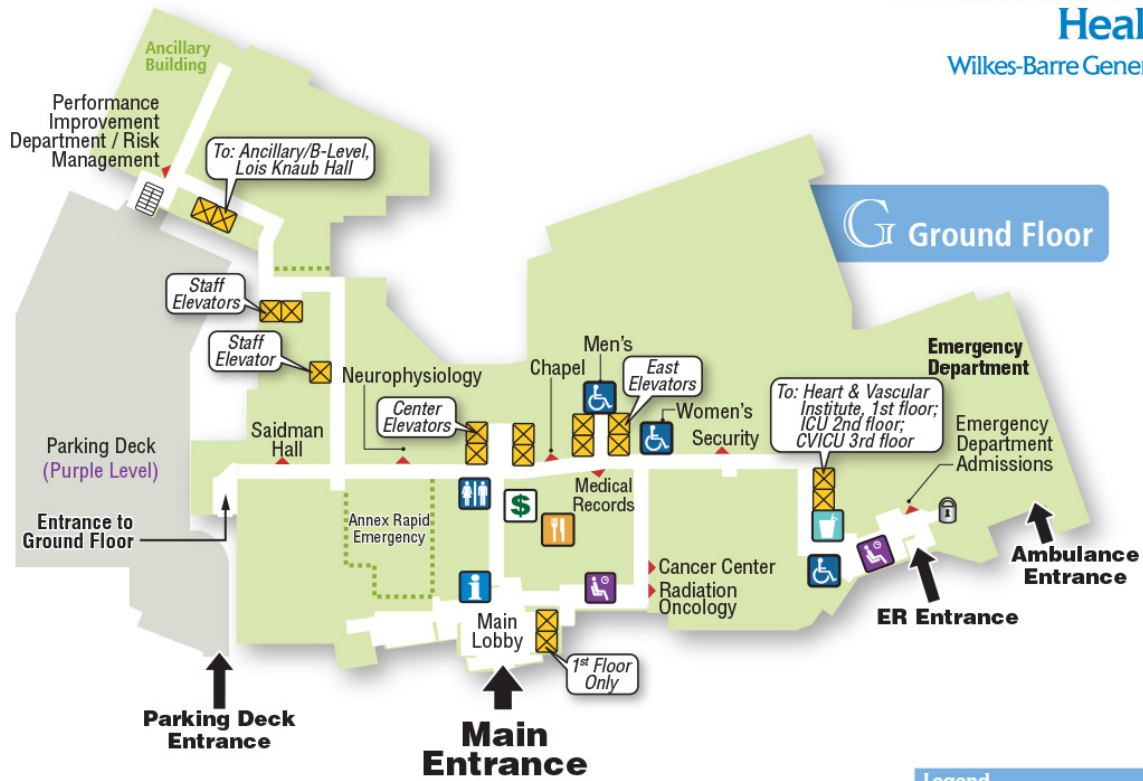 Heal
Wilkes-Barre Gener
Ancillary
Building
Performance
Improvement
Department / Risk
Management
To: Ancillary/B-Level,
Lois Knaub Hall
G Ground Floor
Staff
Elevators
Staff
Elevator
Neurophysiology
Center
Elevators
Chapel
Men's
East
Elevators
Women's
Security
Emergency
Department
To: Heart & Vascular
Institute, 1st floor;
ICU 2nd floor;
CVICU 3rd floor
Emergency
Department
Admissions
Saidman
Hall
Parking Deck
(Purple Level)
Entrance to
Ground Floor
Annex Rapid
Emergency
$
Medical
Records
Cancer Center
Radiation
Oncology
i
Main
Lobby
1st Floor
Only
Ambulance
Entrance
ER Entrance
Parking Deck
Entrance
Main
Entrance
Legend